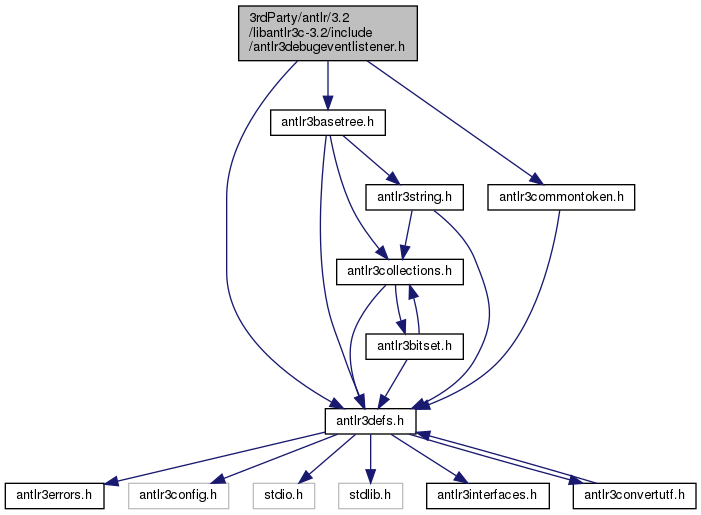 3rdParty/antlr/3.2
/libantlr3c-3.2/include
/antlr3debugeventlistener.h
antlr3basetree.h
antlr3string.h
antlr3commontoken.h
antlr3collections.h
antlr3bitset.h
antlr3defs.h
antlr3errors.h
antlr3config.h
stdio.h
stdlib.h
antlr3interfaces.h
antlr3convertutf.h